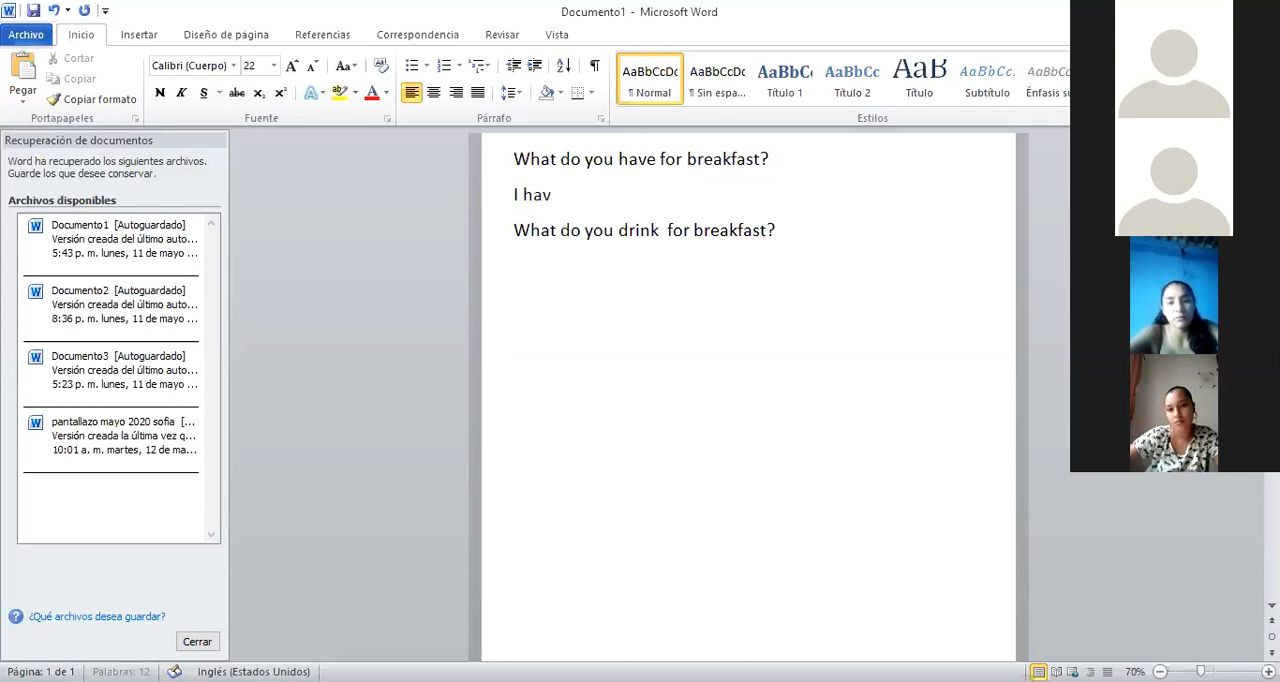 Documento1 - Microsoft Word
Archivo Inicio Insertar Diseño de página Referencias Correspondencia Revisar Vista
Pegar
Cortar
Copiar
Copiar formato
Portapapeles
Calibri (Cuerpo) 22
Fuente
Párrafo
AaBbCcDc AaBbCcDc AaBbC( AaBbCc AaB AaBbCc. AaBbCc
¶ Normal ¶ Sin espa... Título 1 Título 2 Título Subtítulo Énfasis su
Estilos
Recuperación de documentos
Word ha recuperado los siguientes archivos.
Guarde los que desee conservar.
Archivos disponibles
Documento1 [Autoguardado]
Versión creada del último auto...
5:43 p. m. lunes, 11 de mayo ...
Documento2 [Autoguardado]
Versión creada del último auto...
8:36 p. m. lunes, 11 de mayo ...
Documento3 [Autoguardado]
Versión creada del último auto...
5:23 p. m. lunes, 11 de mayo ...
pantallazo mayo 2020 sofia [...
Versión creada la última vez q...
10:01 a. m. martes, 12 de ma...
¿Qué archivos desea guardar?
Cerrar
What do you have for breakfast?
I hav
What do you drink  for breakfast?
Página: 1 de 1 Palabras: 12 Inglés (Estados Unidos) 70%